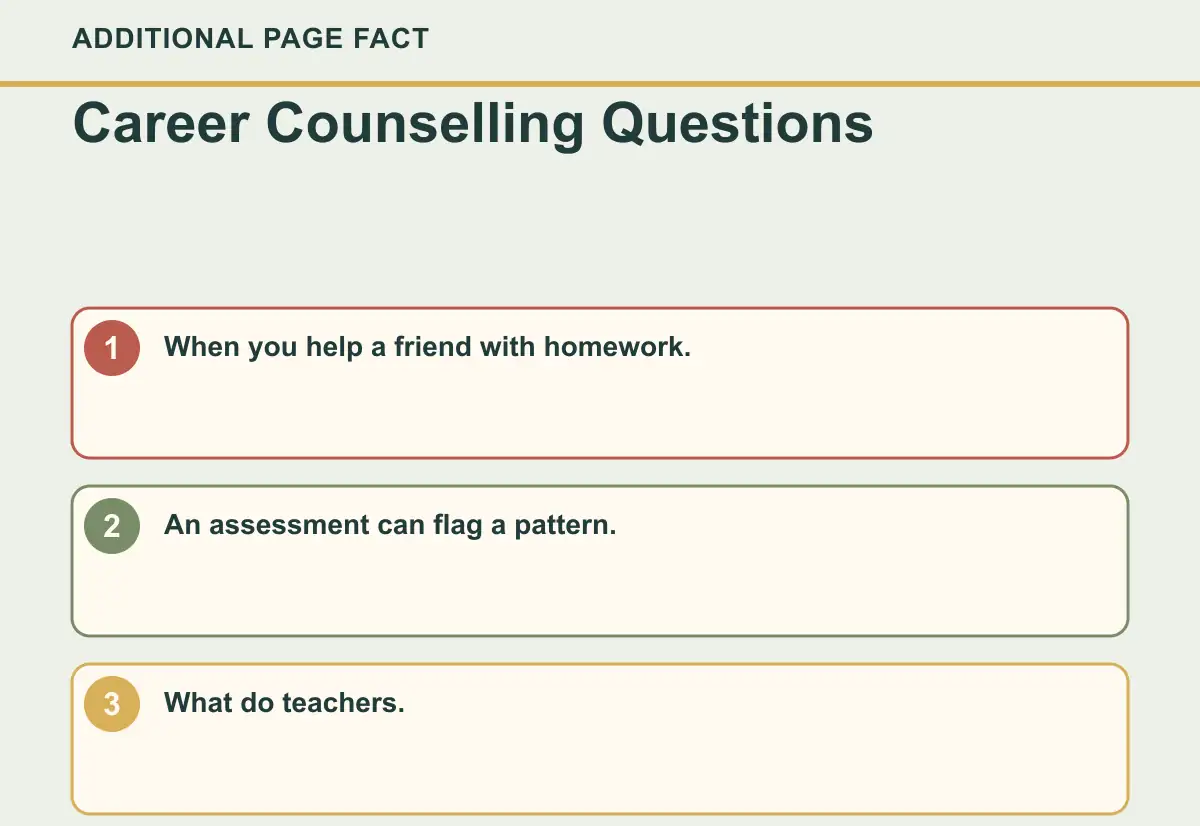 ADDITIONAL PAGE FACT
Career Counselling Questions
1 When you help a friend with homework.
2 An assessment can flag a pattern.
3 What do teachers.